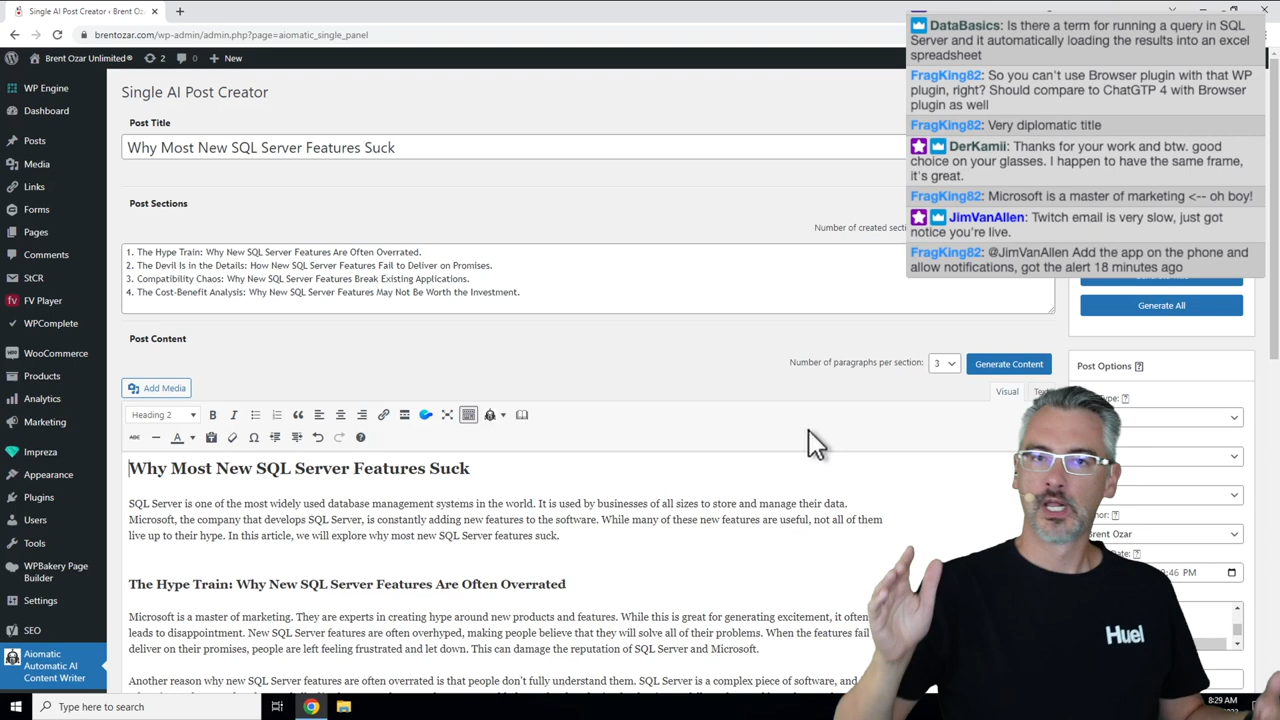 Single AI Post Creator ‹ Brent Oz
brentozar.com/wp-admin/admin.php?page=aiomatic_single_panel
Brent Ozar Unlimited®
2
0
New
WP Engine
Dashboard
Posts
Media
Links
Forms
Pages
Comments
StCR
FV Player
WPComplete
WooCommerce
Products
Analytics
Marketing
Impreza
Appearance
Plugins
Users
Tools
WPBakery Page
Builder
Settings
SEO
Aiomatic
Automatic AI
Content Writer
Single AI Post Creator
Post Title
Why Most New SQL Server Features Suck
Post Sections
Number of created sec
1. The Hype Train: Why New SQL Server Features Are Often Overrated.
2. The Devil Is in the Details: How New SQL Server Features Fail to Deliver on Promises.
3. Compatibility Chaos: Why New SQL Server Features Break Existing Applications.
4. The Cost-Benefit Analysis: Why New SQL Server Features May Not Be Worth the Investment.
Post Content
Number of paragraphs per section:
3
Generate Content
Add Media
Visual
Heading 2
B
I
ABC
A
Why Most New SQL Server Features Suck
SQL Server is one of the most widely used database management systems in the world. It is used by businesses of all sizes to store and manage their data.
Microsoft, the company that develops SQL Server, is constantly adding new features to the software. While many of these new features are useful, not all of them
live up to their hype. In this article, we will explore why most new SQL Server features suck.
The Hype Train: Why New SQL Server Features Are Often Overrated
Microsoft is a master of marketing. They are experts in creating hype around new products and features. While this is great for generating excitement, it often
leads to disappointment. New SQL Server features are often overhyped, making people believe that they will solve all of their problems. When the features fail
deliver on their promises, people are left feeling frustrated and let down. This can damage the reputation of SQL Server and Microsoft.
Another reason why new SQL Server features are often overrated is that people don't fully understand them. SQL Server is a complex piece of software, and
DataBasics: Is there a term for running a query in SQL
Server and it automatically loading the results into an excel
spreadsheet
FragKing82: So you can't use Browser plugin with that WP
plugin, right? Should compare to ChatGTP 4 with Browser
plugin as well
FragKing82: Very diplomatic title
DerKamii: Thanks for your work and btw. good
choice on your glasses. I happen to have the same frame,
it's great.
FragKing82: Microsoft is a master of marketing <-- oh boy!
JimVanAllen: Twitch email is very slow, just got
notice you're live.
FragKing82: @JimVanAllen Add the app on the phone and
allow notifications, got the alert 18 minutes ago
Generate All
Post Options
Brent Ozar
9:46 PM
Huel
Type here to search
8:29 AM